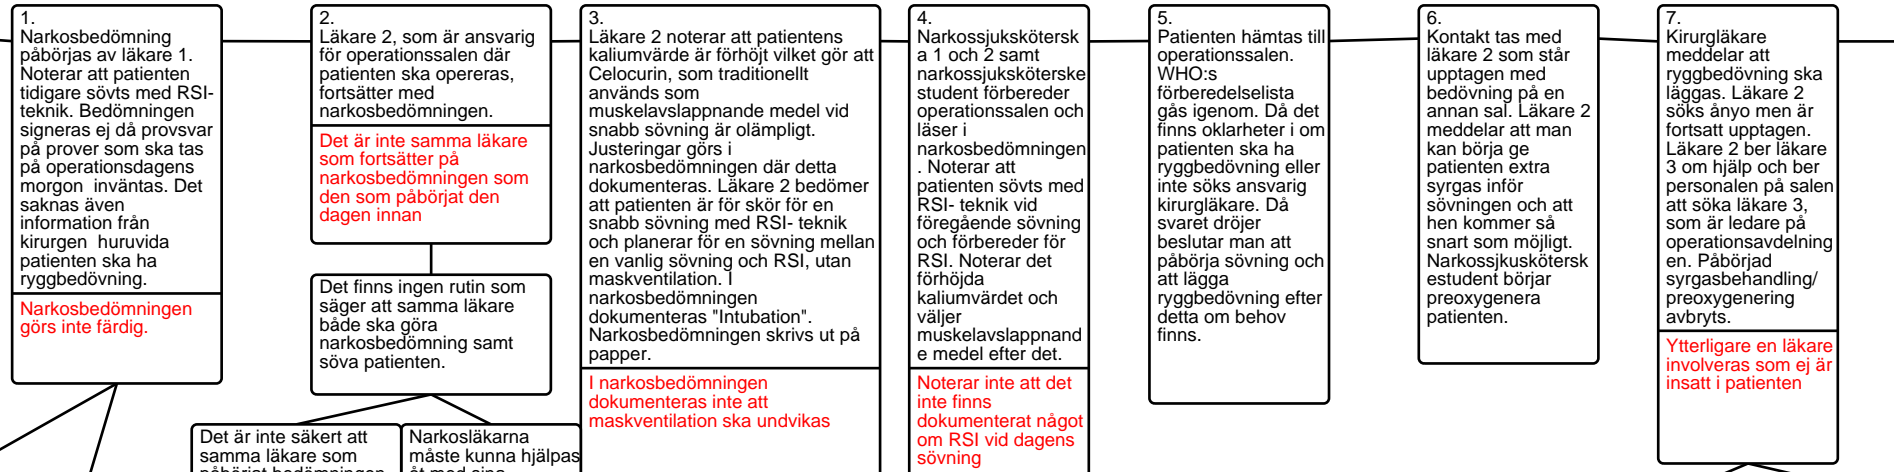 1.
Narkosbedömning
påbörjas av läkare 1.
Noterar att patienten
tidigare sövts med RSI-
teknik. Bedömningen
signeras ej då provsvar
på prover som ska tas
på operationsdagens
morgon  inväntas. Det
saknas även
information från
kirurgen  huruvida
patienten ska ha
ryggbedövning.
Narkosbedömningen
görs inte färdig.
2.
Läkare 2, som är ansvarig
för operationssalen där
patienten ska opereras,
fortsätter med
narkosbedömningen.
Det är inte samma läkare
som fortsätter på
narkosbedömningen som
den som påbörjat den
dagen innan
Det finns ingen rutin som
säger att samma läkare
både ska göra
narkosbedömning samt
söva patienten.
Det är inte säkert att
samma läkare som
påbörjat bedömningen
Narkosläkarna
måste kunna hjälpas
åt med sina
3.
Läkare 2 noterar att patientens
kaliumvärde är förhöjt vilket gör att
Celocurin, som traditionellt
används som
muskelavslappnande medel vid
snabb sövning är olämpligt.
Justeringar görs i
narkosbedömningen där detta
dokumenteras. Läkare 2 bedömer
att patienten är för skör för en
snabb sövning med RSI- teknik
och planerar för en sövning mellan
en vanlig sövning och RSI, utan
maskventilation. I
narkosbedömningen
dokumenteras "Intubation".
Narkosbedömningen skrivs ut på
papper.
I narkosbedömningen
dokumenteras inte att
maskventilation ska undvikas
4.
Narkossjukskötersk
a 1 och 2 samt
narkossjuksköterske
student förbereder
operationssalen och
läser i
narkosbedömningen
. Noterar att
patienten sövts med
RSI- teknik vid
föregående sövning
och förbereder för
RSI. Noterar det
förhöjda
kaliumvärdet och
väljer
muskelavslappnand
e medel efter det.
Noterar inte att det
inte finns
dokumenterat något
om RSI vid dagens
sövning
5.
Patienten hämtas till
operationssalen.
WHO:s
förberedelselista
gås igenom. Då det
finns oklarheter i om
patienten ska ha
ryggbedövning eller
inte söks ansvarig
kirurgläkare. Då
svaret dröjer
beslutar man att
påbörja sövning och
att lägga
ryggbedövning efter
detta om behov
finns.
6.
Kontakt tas med
läkare 2 som står
upptagen med
bedövning på en
annan sal. Läkare 2
meddelar att man
kan börja ge
patienten extra
syrgas inför
sövningen och att
hen kommer så
snart som möjligt.
Narkossjkuskötersk
estudent börjar
preoxygenera
patienten.
7.
Kirurgläkare
meddelar att
ryggbedövning ska
läggas. Läkare 2
söks ånyo men är
fortsatt upptagen.
Läkare 2 ber läkare
3 om hjälp och ber
personalen på salen
att söka läkare 3,
som är ledare på
operationsavdelning
en. Påbörjad
syrgasbehandling/
preoxygenering
avbryts.
Ytterligare en läkare
involveras som ej är
insatt i patienten